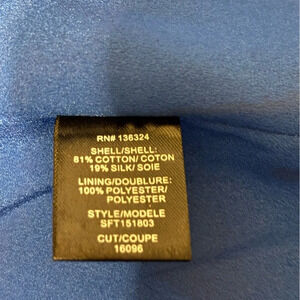 RN# 136324
SHELL/SHELL:
81% COTTON/ COTON
19% SILK/ SOIE
LINING/DOUBLURE:
100% POLYESTER/
POLYESTER
STYLE/MODELE
SFT151803
CUT/COUPE
16096